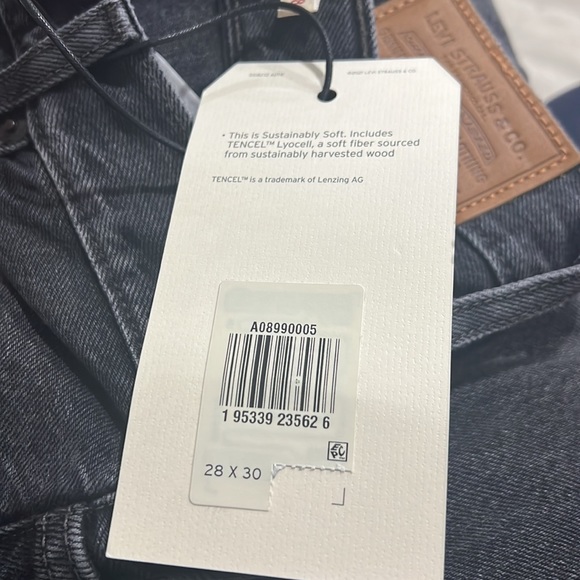 LEVI STRAUSS & CO.
• This is Sustainably Soft. Includes
TENCEL™ Lyocell, a soft fiber sourced
from sustainably harvested wood
TENCEL™ is a trademark of Lenzing AG
A08990005
1 95339 23562 6
28 X 30